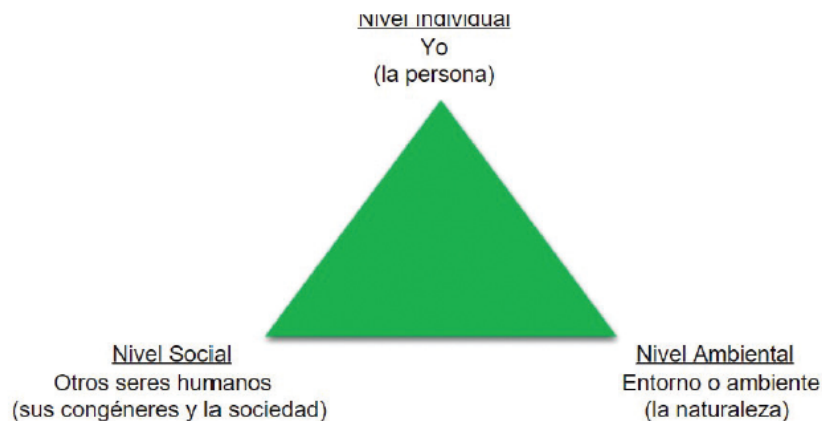 Nivel Individual
Yo
(la persona)
Nivel Social
Otros seres humanos
(sus congéneres y la sociedad)
Nivel Ambiental
Entorno o ambiente
(la naturaleza)